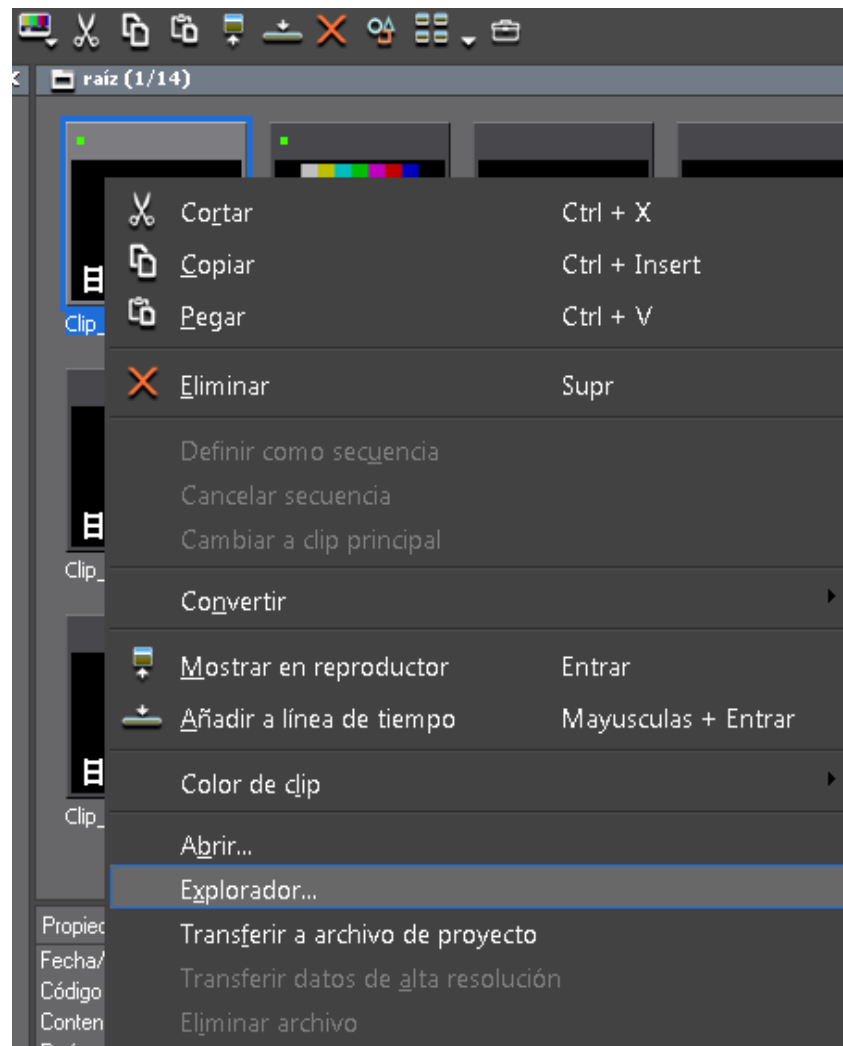 raíz (1/14)
Cortar Ctrl + X
Copiar Ctrl + Insert
Clip_
Pegar Ctrl + V
Eliminar Supr
Definir como secuencia
Cancelar secuencia
Cambiar a clip principal
Clip_
Convertir
Mostrar en reproductor Entrar
Añadir a línea de tiempo Mayusculas + Entrar
Color de clip
Clip_
Abrir...
Explorador...
Propied
Transferir a archivo de proyecto
Fecha/
Transferir datos de alta resolución
Código
Conten
Eliminar archivo